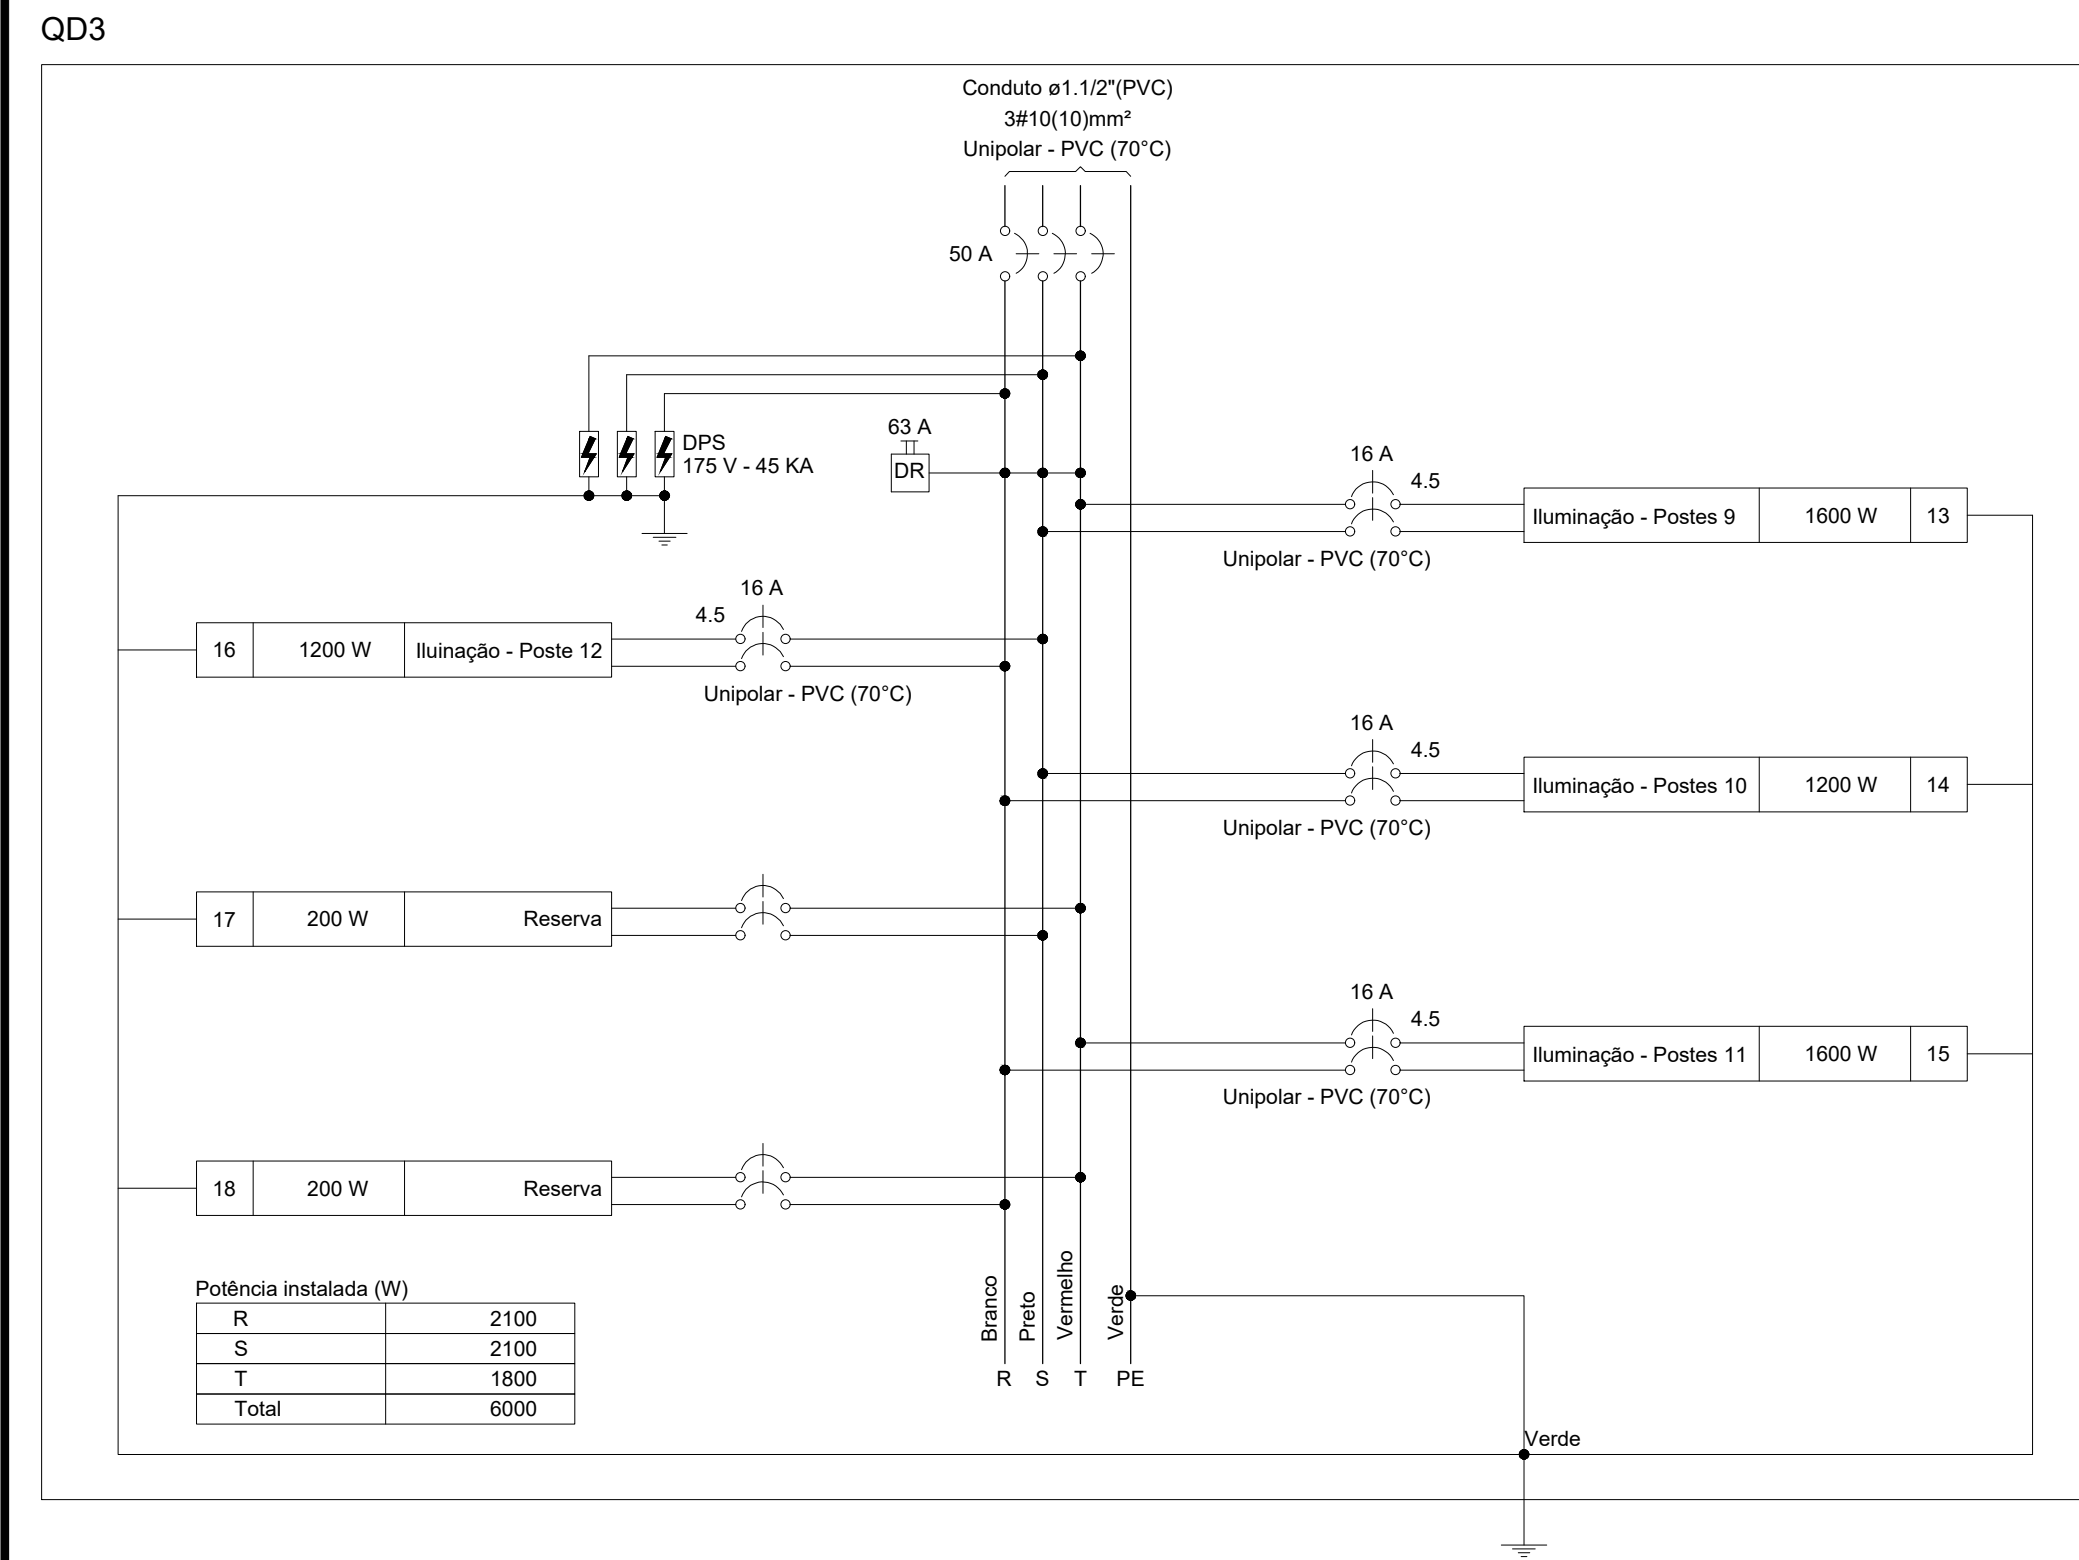 QD3
Conduto ø1.1/2"(PVC)
3#10(10)mm²
Unipolar - PVC (70°C)
50 A
DPS
175 V - 45 KA
63 A
DR
16 A
4.5
Iluminação - Postes 9 1600 W 13
Unipolar - PVC (70°C)
16 A
4.5
16 1200 W Iluinação - Poste 12
Unipolar - PVC (70°C)
16 A
4.5
Iluminação - Postes 10 1200 W 14
Unipolar - PVC (70°C)
17 200 W Reserva
16 A
4.5
Iluminação - Postes 11 1600 W 15
Unipolar - PVC (70°C)
18 200 W Reserva
Potência instalada (W)
R 2100
S 2100
T 1800
Total 6000
Branco
Preto
Vermelho
Verde
R S T PE
Verde